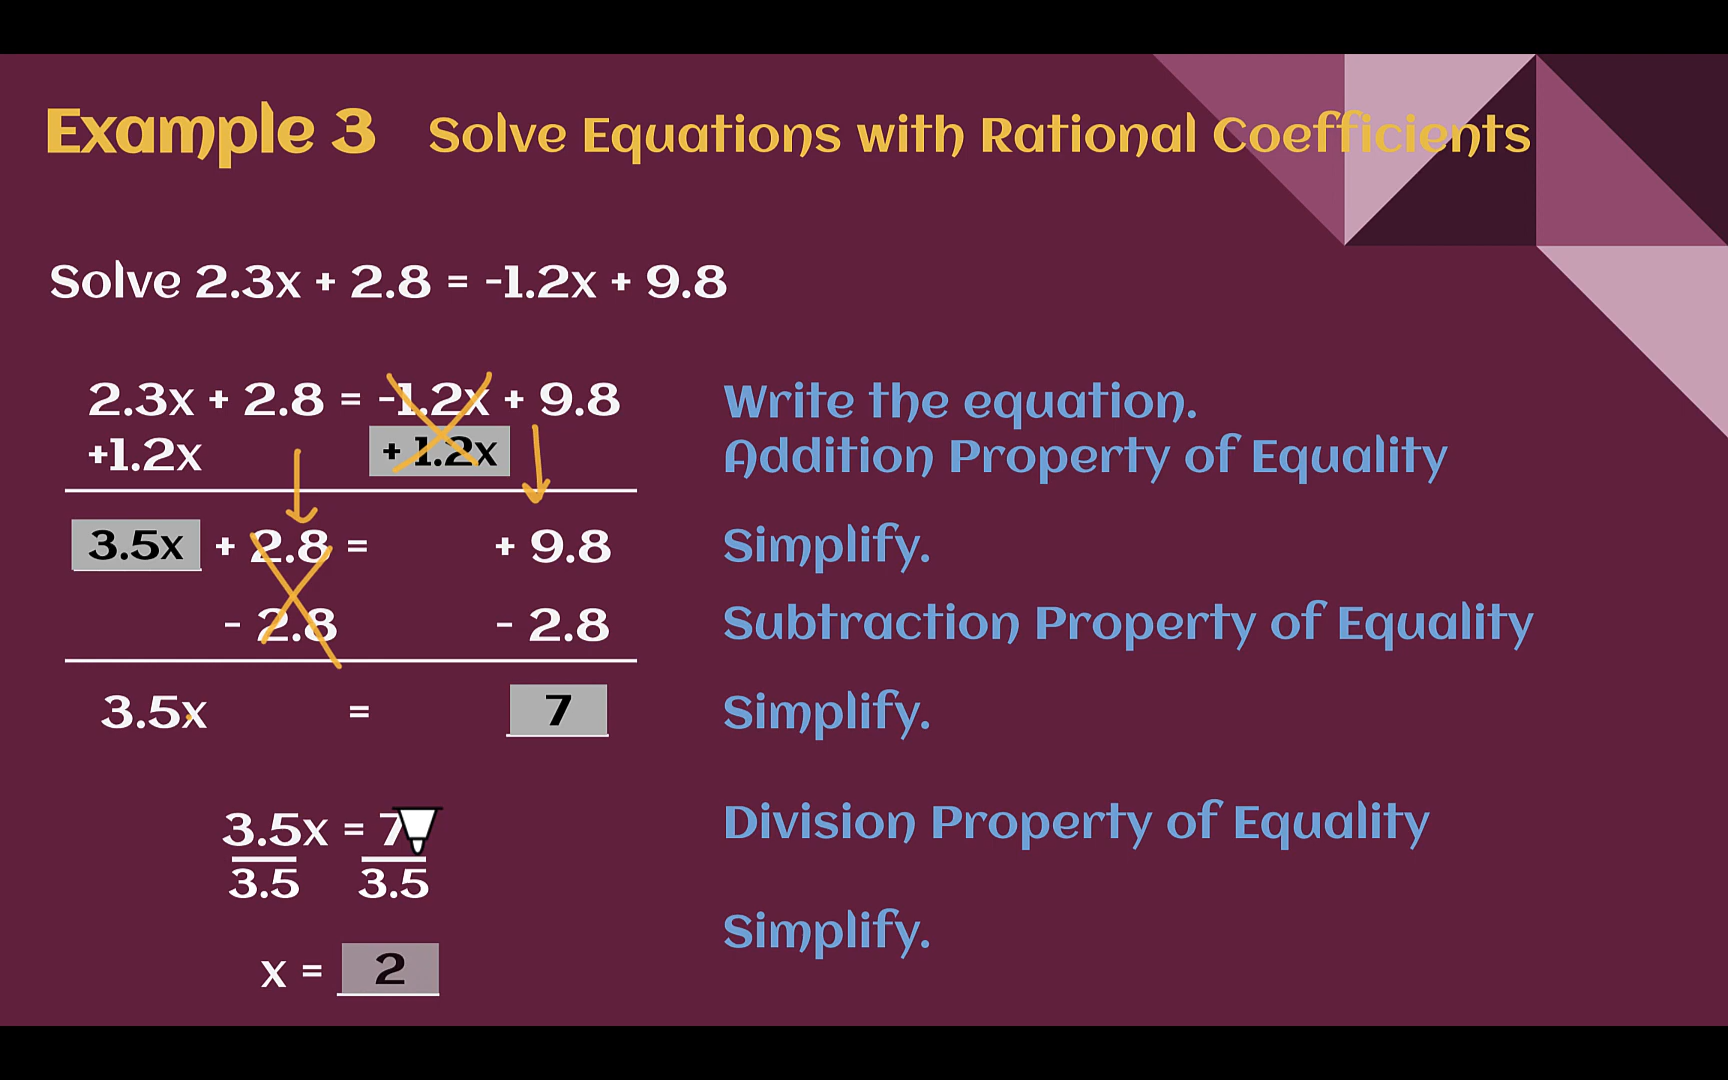 Example 3 Solve Equations with Rational Coefficients
Solve 2.3x + 2.8 = -1.2x + 9.8
2.3x + 2.8 = -1.2x + 9.8 Write the equation.
+1.2x + 1.2x Addition Property of Equality
3.5x + 2.8 = + 9.8 Simplify.
- 2.8 - 2.8 Subtraction Property of Equality
3.5x = 7 Simplify.
3.5x = 7 Division Property of Equality
3.5 3.5
Simplify.
x = 2